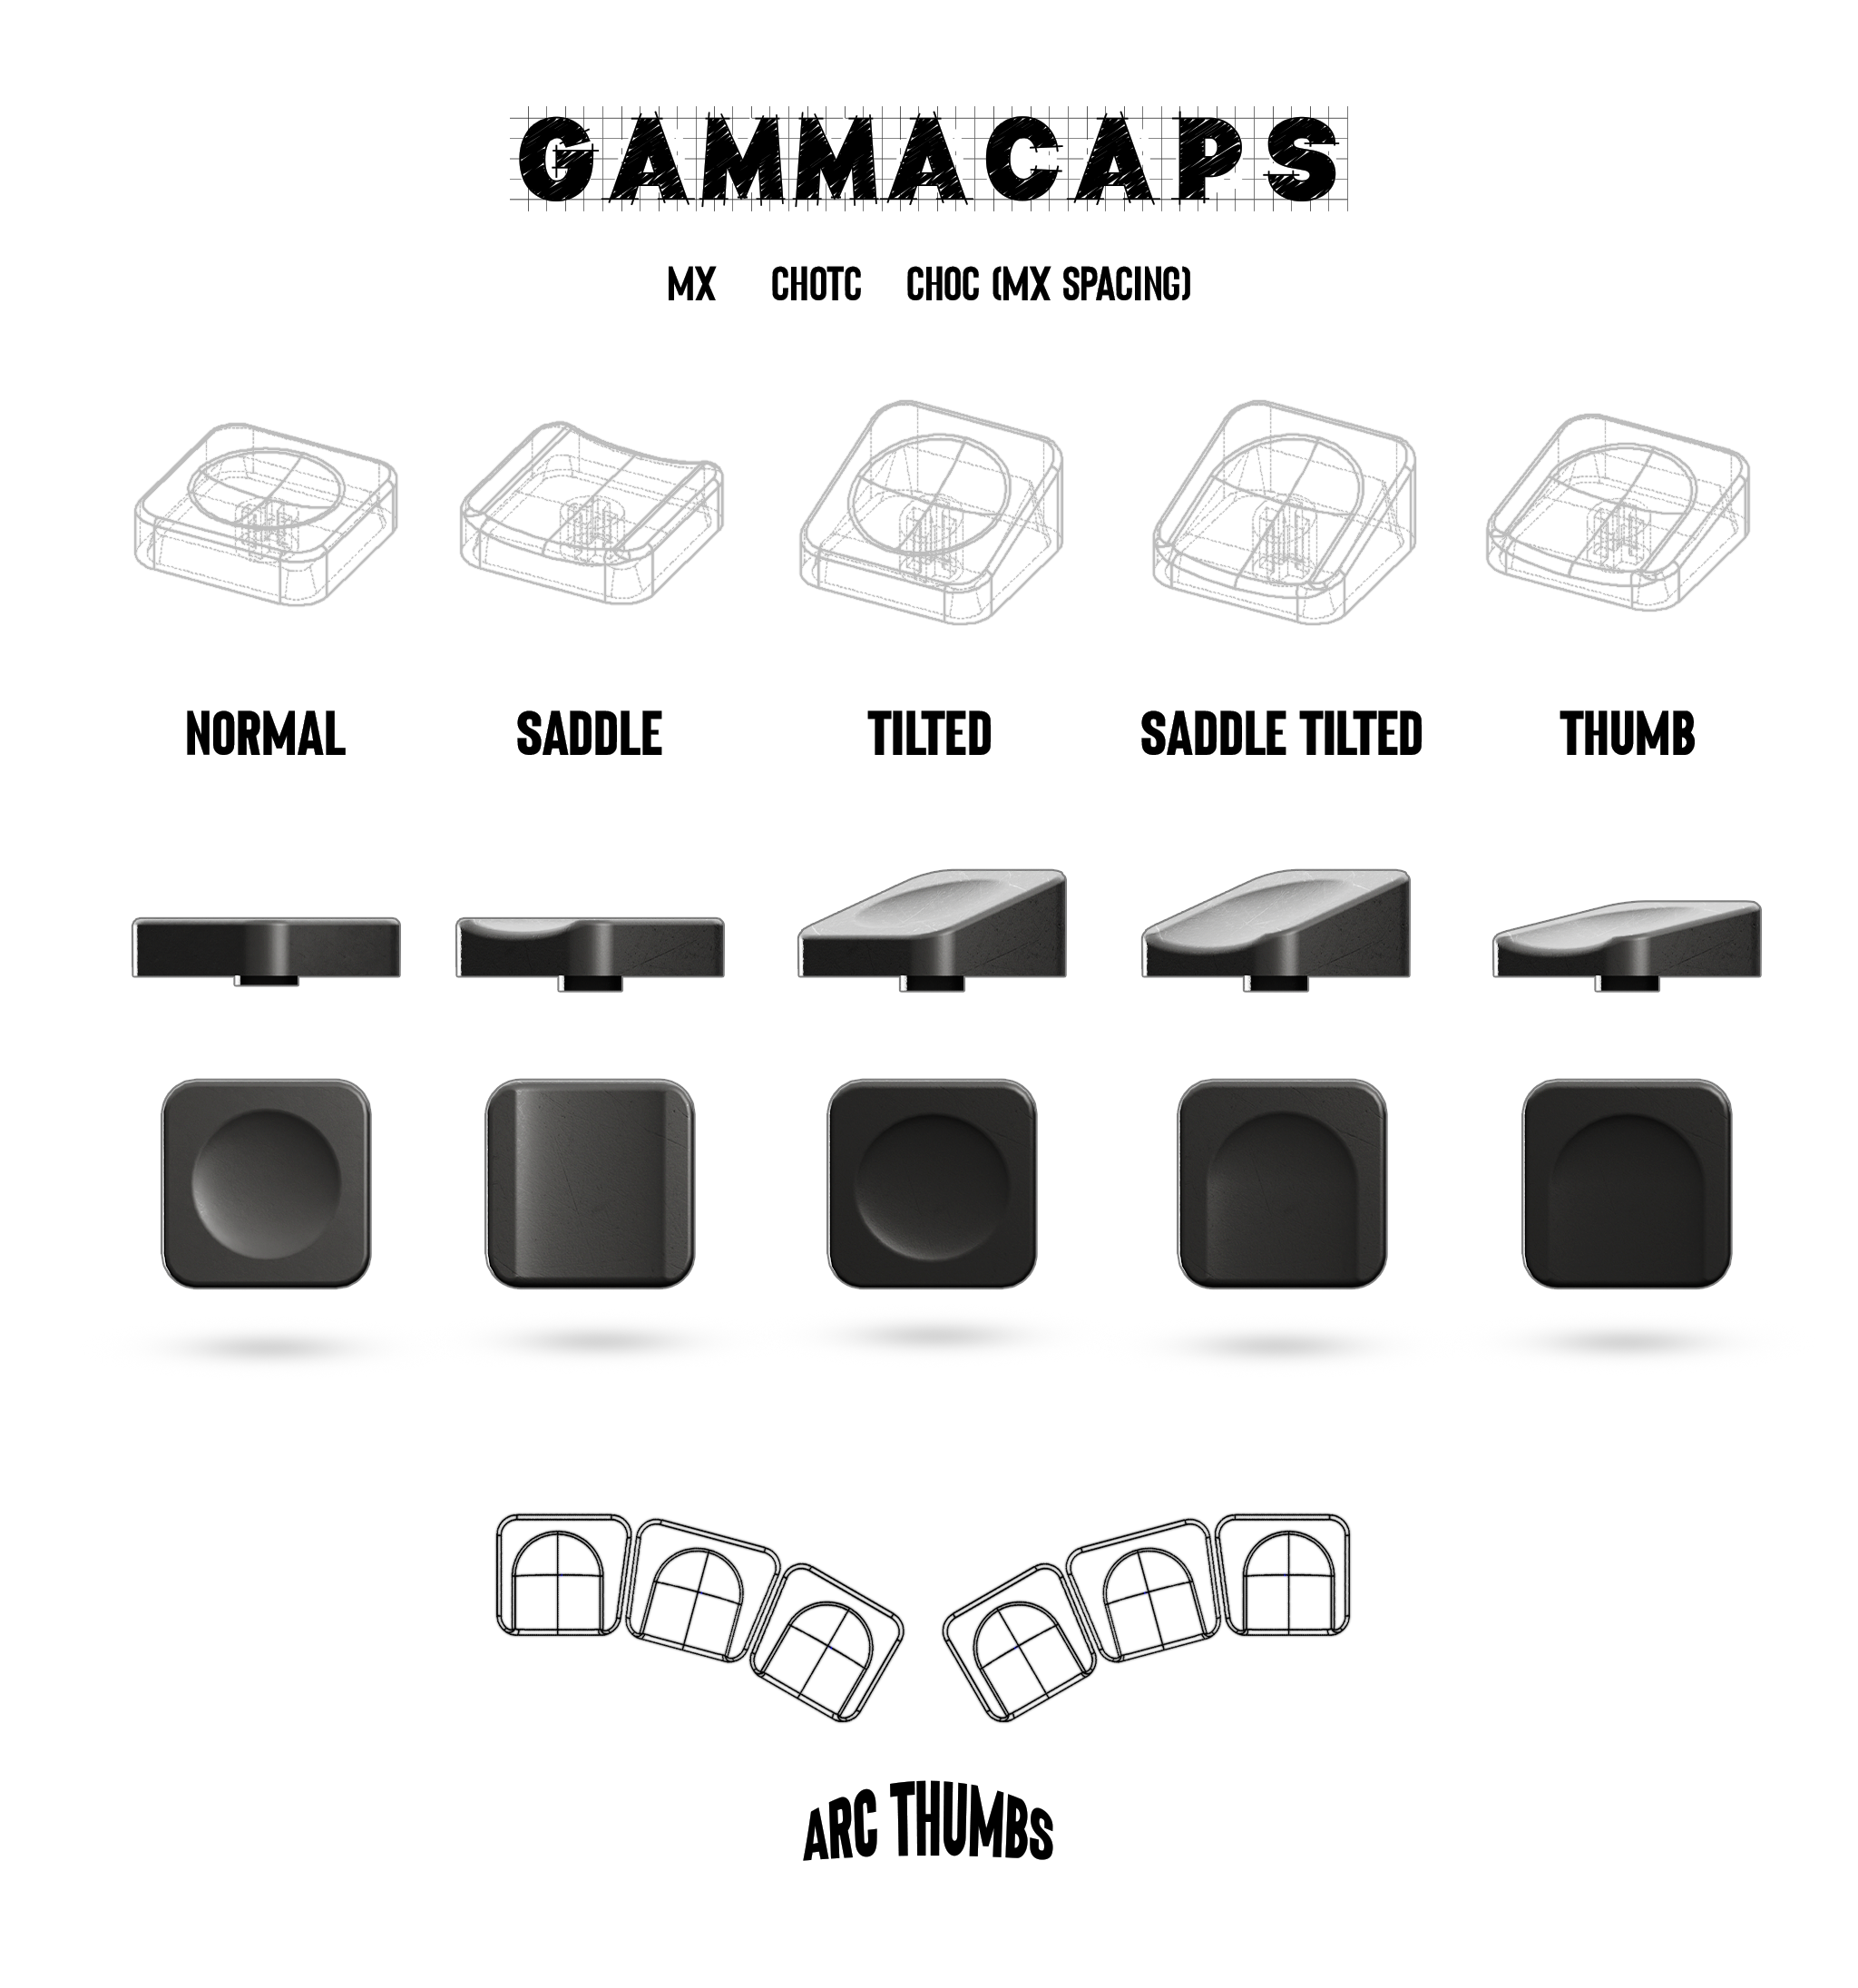 GAMMACAPS
MX CHOTC CHOC (MX SPACING)
NORMAL SADDLE TILTED SADDLE TILTED THUMB
ARC THUMBS